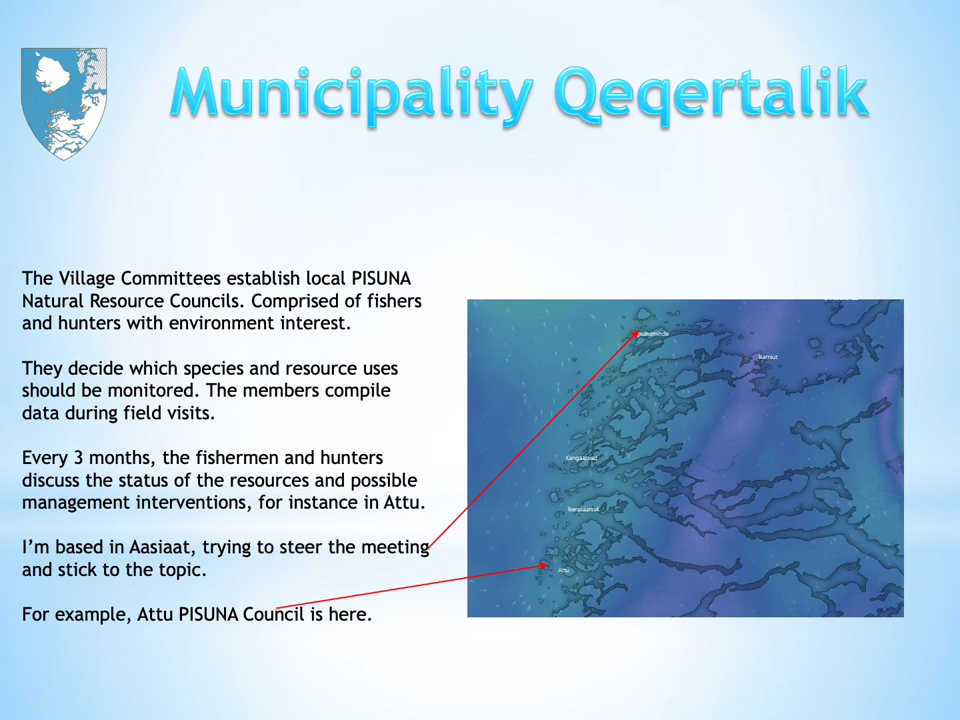 Municipality Qeqertalik
The Village Committees establish local PISUNA
Natural Resource Councils. Comprised of fishers
and hunters with environment interest.
They decide which species and resource uses
should be monitored. The members compile
data during field visits.
Every 3 months, the fishermen and hunters
discuss the status of the resources and possible
management interventions, for instance in Attu.
I'm based in Aasiaat, trying to steer the meeting
and stick to the topic.
For example, Attu PISUNA Council is here.
Ikamiut
Kangaatsiaq
Ikerasaarsuk
Attu